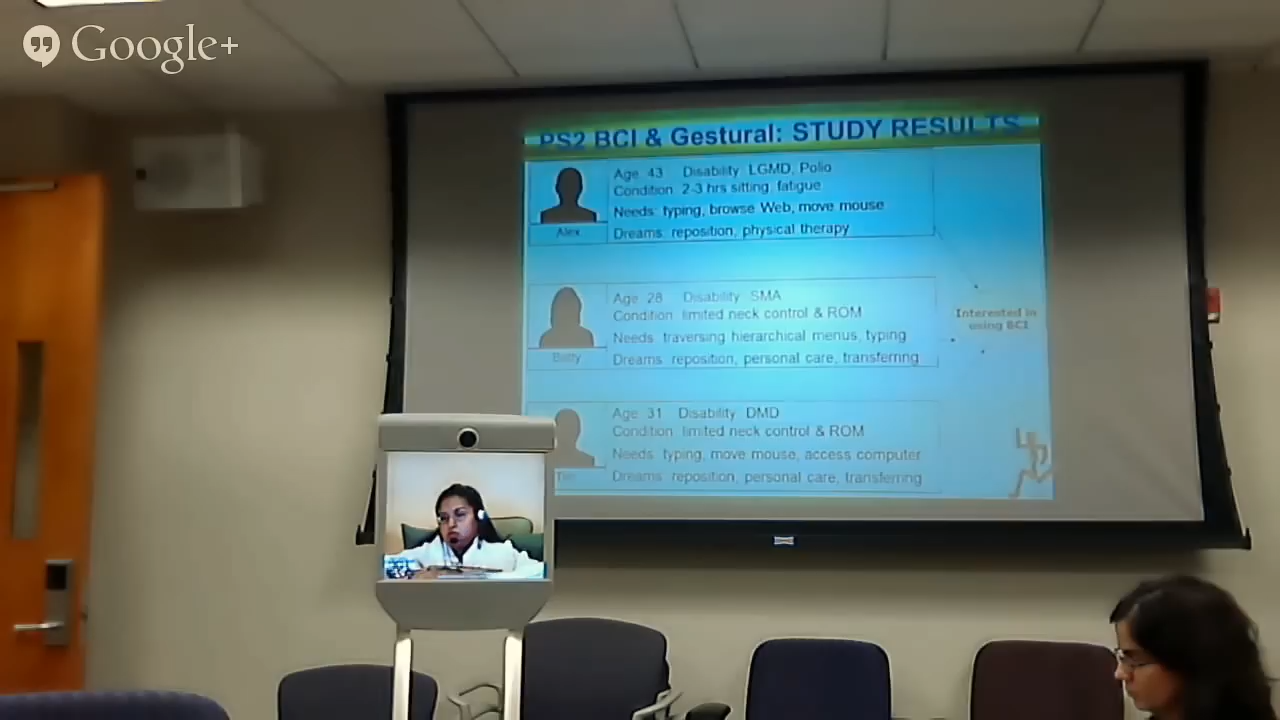 Google+
PS2 BCI & Gestural: STUDY RESULTS
Age: 43 Disability: LGMD, Polio
Condition: 2-3 hrs sitting, fatigue
Needs: typing, browse Web, move mouse
Alex
Dreams: reposition, physical therapy
Age: 28 Disability: SMA
Condition: limited neck control & ROM
Interested in
using BCI
Needs: traversing hierarchical menus, typing
Betty
Dreams: reposition, personal care, transferring
Age: 31 Disability: DMD
Condition: limited neck control & ROM
Needs: typing, move mouse, access computer
Dreams: reposition, personal care, transferring